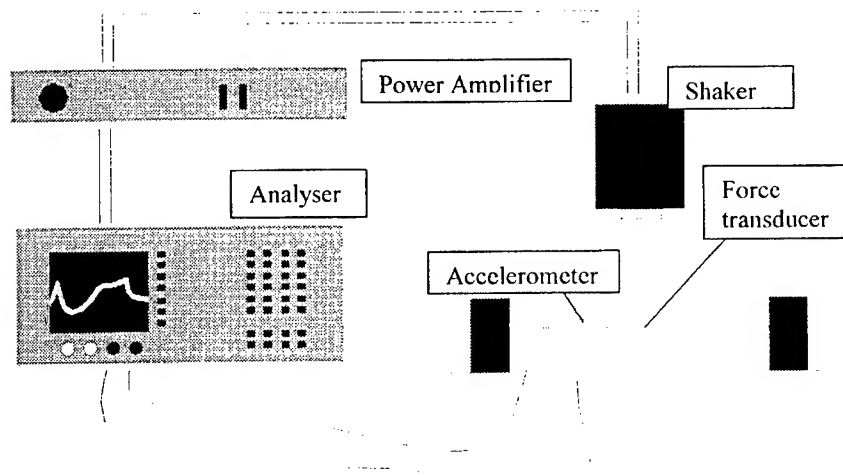 Power Amplifier
Shaker
Analyser
Force
transducer
Accelerometer